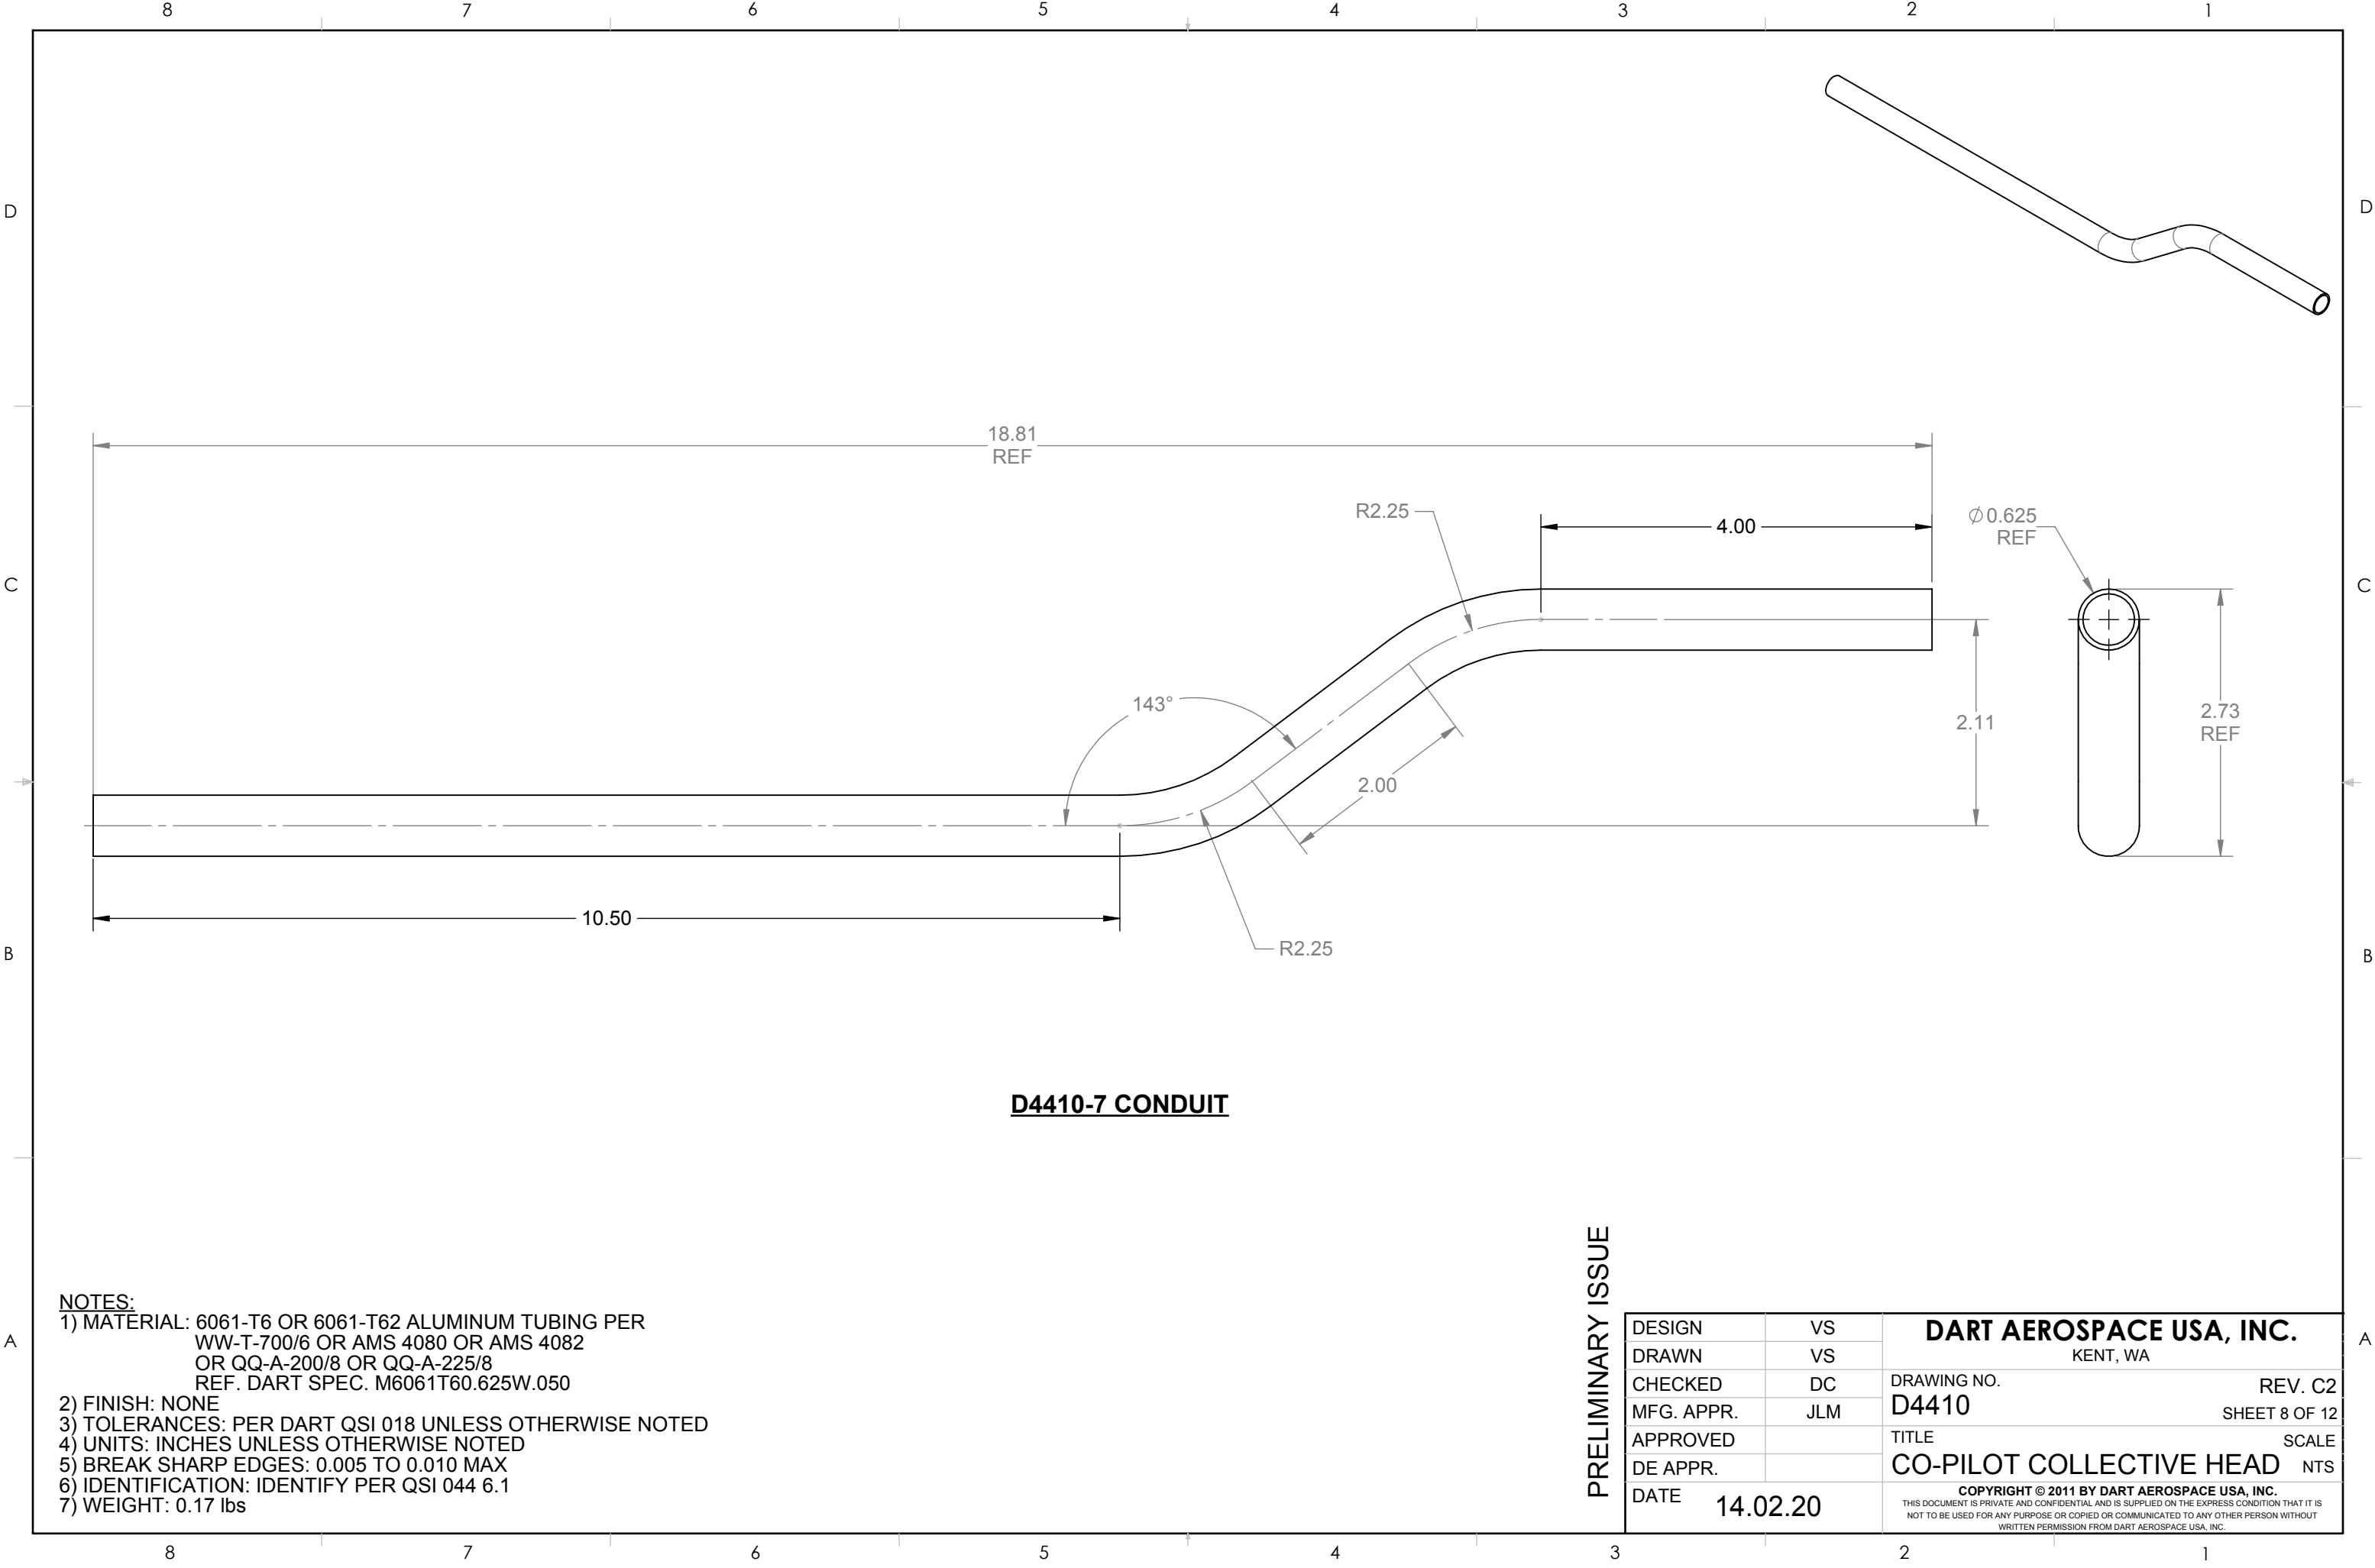 8 7 6 5 4 3 2 1
D D
18.81
REF
R2.25
4.00
Ø0.625
REF
C C
143°
2.11
2.73
REF
2.00
10.50
R2.25
B B
D4410-7 CONDUIT
NOTES:
1) MATERIAL: 6061-T6 OR 6061-T62 ALUMINUM TUBING PER
WW-T-700/6 OR AMS 4080 OR AMS 4082
OR QQ-A-200/8 OR QQ-A-225/8
REF. DART SPEC. M6061T60.625W.050
2) FINISH: NONE
3) TOLERANCES: PER DART QSI 018 UNLESS OTHERWISE NOTED
4) UNITS: INCHES UNLESS OTHERWISE NOTED
5) BREAK SHARP EDGES: 0.005 TO 0.010 MAX
6) IDENTIFICATION: IDENTIFY PER QSI 044 6.1
7) WEIGHT: 0.17 lbs
A A
PRELIMINARY ISSUE
DESIGN VS
DRAWN VS
CHECKED DC
MFG. APPR. JLM
APPROVED
DE APPR.
DATE 14.02.20
DART AEROSPACE USA, INC.
KENT, WA
DRAWING NO. REV. C2
D4410 SHEET 8 OF 12
TITLE SCALE
CO-PILOT COLLECTIVE HEAD NTS
COPYRIGHT © 2011 BY DART AEROSPACE USA, INC.
THIS DOCUMENT IS PRIVATE AND CONFIDENTIAL AND IS SUPPLIED ON THE EXPRESS CONDITION THAT IT IS
NOT TO BE USED FOR ANY PURPOSE OR COPIED OR COMMUNICATED TO ANY OTHER PERSON WITHOUT
WRITTEN PERMISSION FROM DART AEROSPACE USA, INC.
8 7 6 5 4 3 2 1